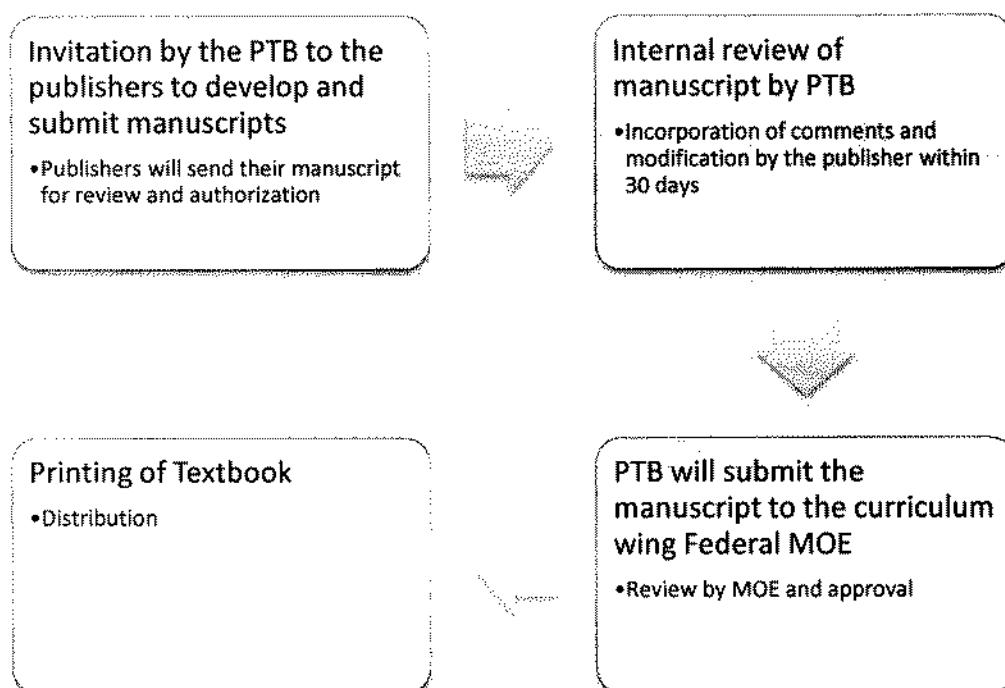 Invitation by the PTB to the
publishers to develop and
submit manuscripts
•Publishers will send their manuscript
for review and authorization
Internal review of
manuscript by PTB
•Incorporation of comments and
modification by the publisher within
30 days
PTB will submit the
manuscript to the curriculum
wing Federal MOE
•Review by MOE and approval
Printing of Textbook
•Distribution